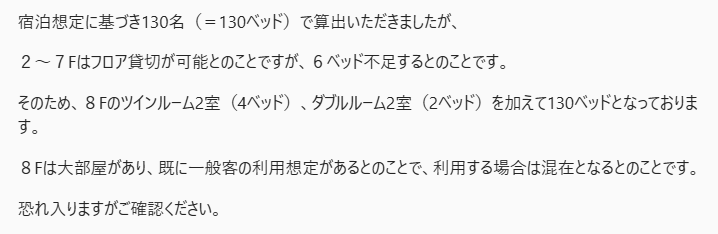 宿泊想定に基づき130名（＝130ベッド）で算出いただきましたが、
２～７Fはフロア貸切が可能とのことですが、６ベッド不足するとのことです。
そのため、８Fのツインルーム2室（4ベッド）、ダブルルーム2室（2ベッド）を加えて130ベッドとなっておりま
す。
８Fは大部屋があり、既に一般客の利用想定があるとのことで、利用する場合は混在となるとのことです。
恐れ入りますがご確認ください。